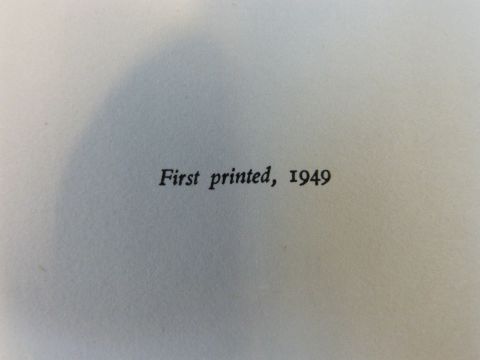 First printed, 1949